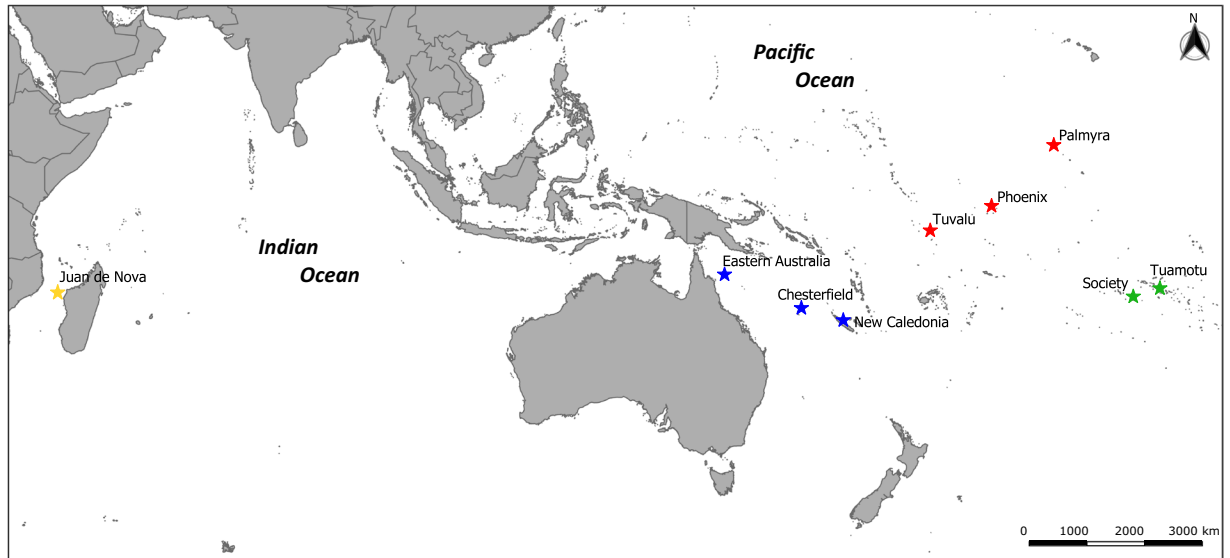 N
Pacific
Ocean
Palmyra
Phoenix
Tuvalu
Indian
Ocean
Eastern Australia
Juan de Nova
Tuamotu
Society
Chesterfield
New Caledonia
0 1000 2000 3000 km